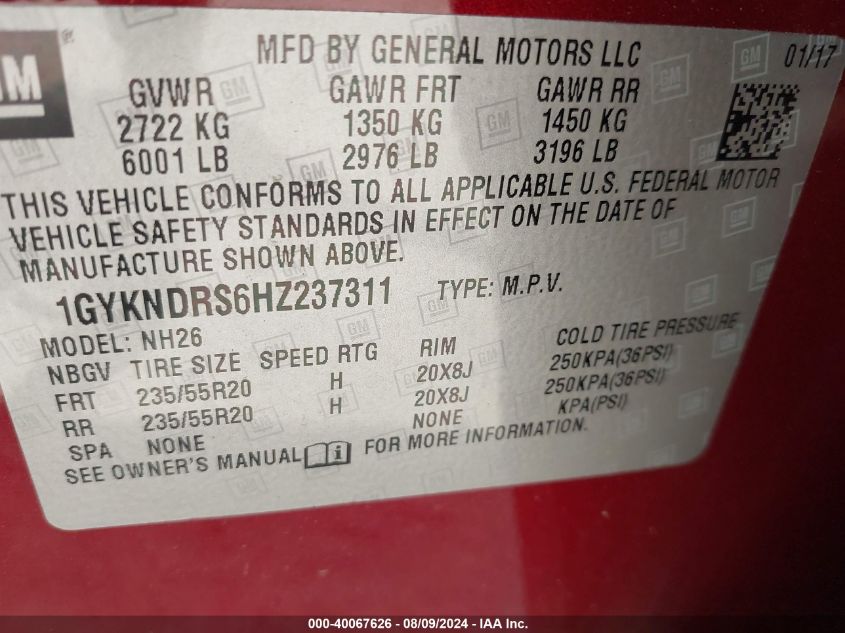 GM
MFD BY GENERAL MOTORS LLC 01/17
GVWR GAWR FRT GAWR RR
2722 KG 1350 KG 1450 KG
6001 LB 2976 LB 3196 LB
THIS VEHICLE CONFORMS TO ALL APPLICABLE U.S. FEDERAL MOTOR
VEHICLE SAFETY STANDARDS IN EFFECT ON THE DATE OF
MANUFACTURE SHOWN ABOVE.
1GYKNDRS6HZ237311 TYPE: M.P.V.
MODEL: NH26
NBGV TIRE SIZE SPEED RTG RIM COLD TIRE PRESSURE
FRT 235/55R20 H 20X8J 250KPA(36PSI)
RR 235/55R20 H 20X8J 250KPA(36PSI)
SPA NONE NONE KPA(PSI)
SEE OWNER'S MANUAL i FOR MORE INFORMATION.
000-40067626 - 08/09/2024 - IAA Inc.